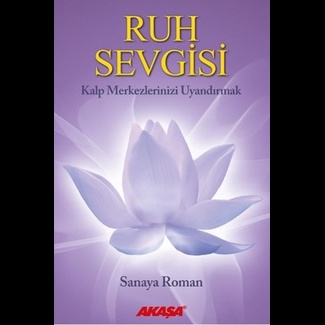 RUH
SEVGİSİ
Kalp Merkezlerinizi Uyandırmak
Sanaya Roman
AKAŞA